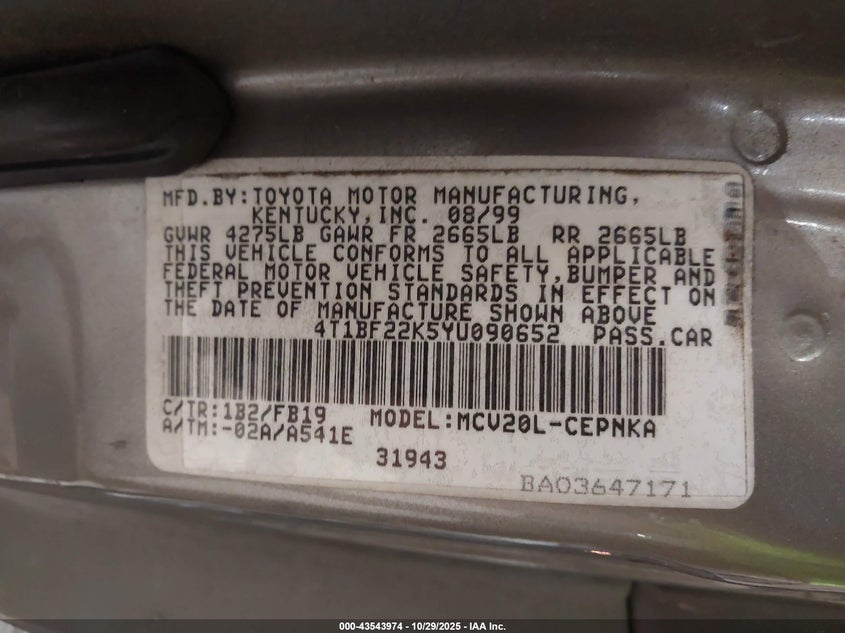 MFD.BY:TOYOTA MOTOR MANUFACTURING,
KENTUCKY,INC. 08/99
GVWR 4275LB GAWR FR 2665LB RR 2665LB
THIS VEHICLE CONFORMS TO ALL APPLICABLE
FEDERAL MOTOR VEHICLE SAFETY,BUMPER AND
THEFT PREVENTION STANDARDS IN EFFECT ON
THE DATE OF MANUFACTURE SHOWN ABOVE
4T1BF22K5YU090652 PASS.CAR
C/TR:1B2/FB19 MODEL:MCV20L-CEPNKA
A/TM:-02A/A541E
31943
BA03647171
000-43543974 | 10/29/2025 - IAA Inc.